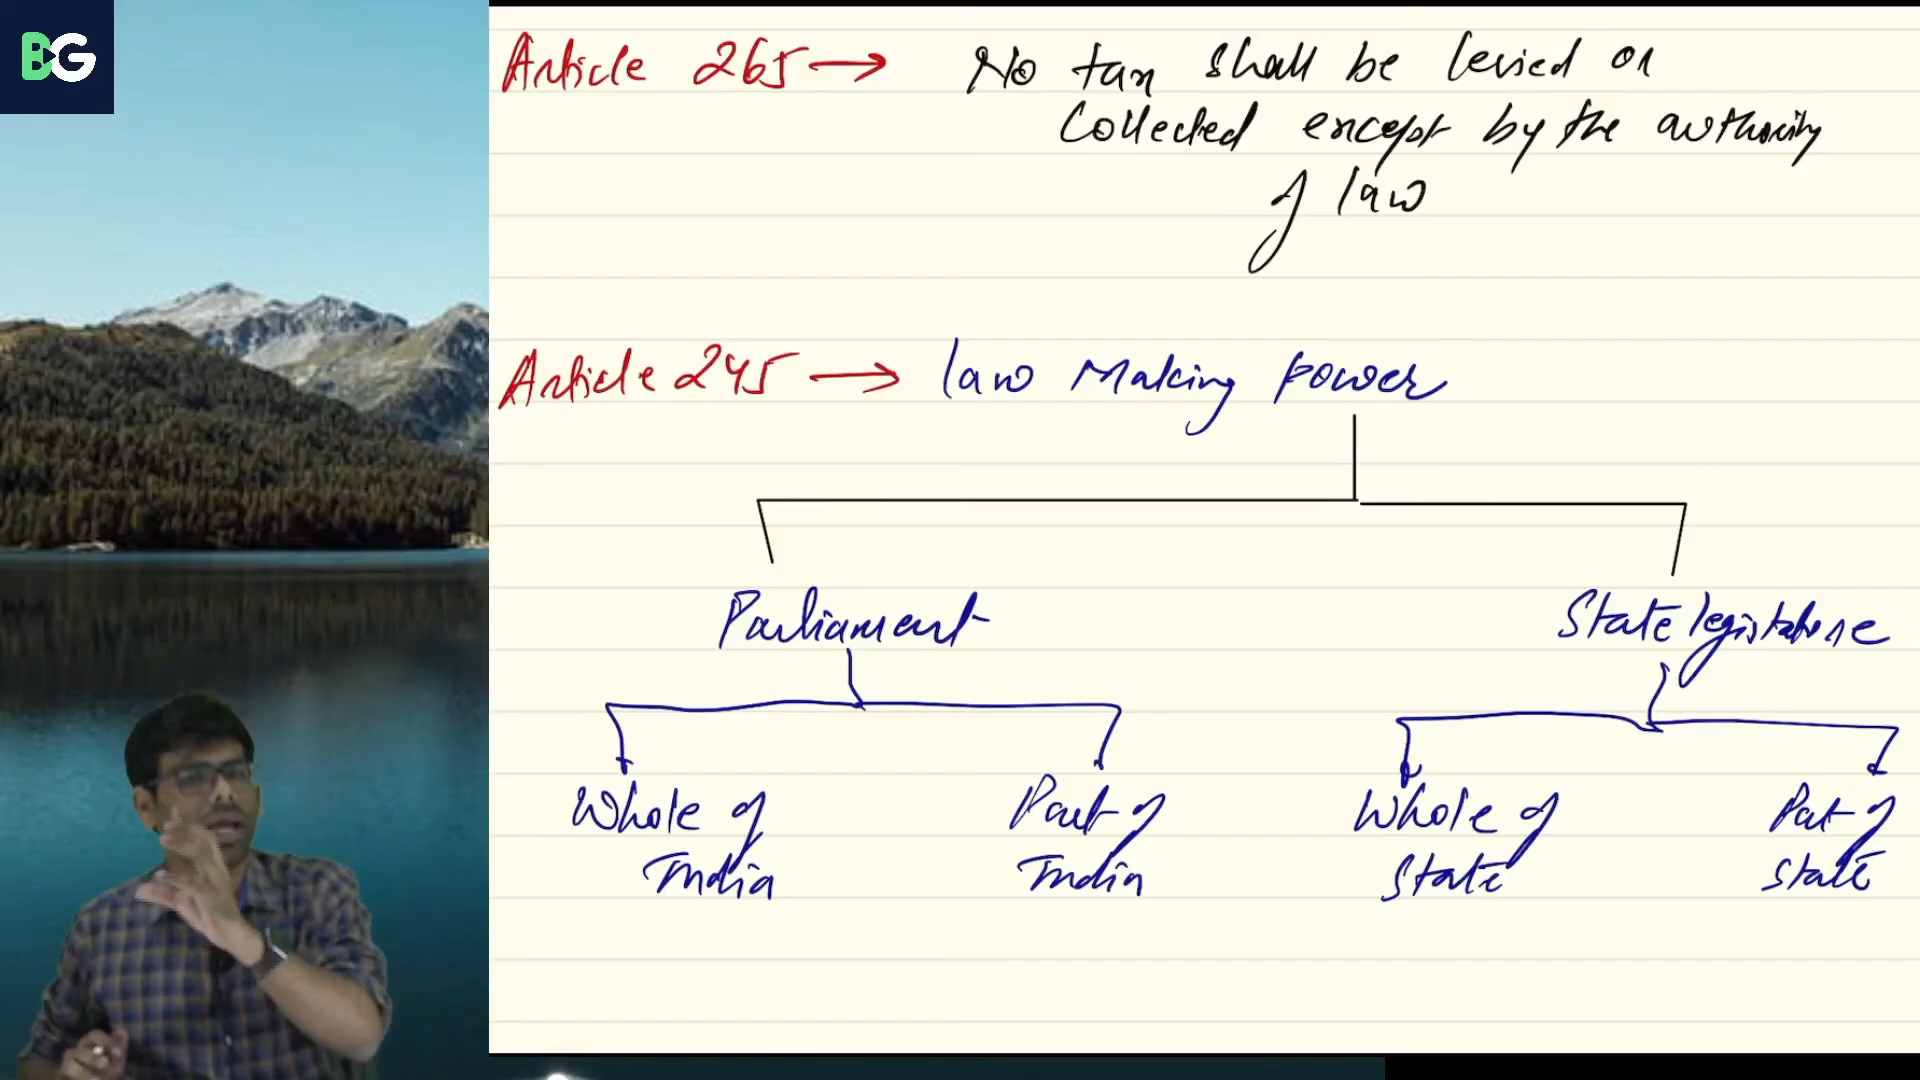 BG
Article 265 → No tax shall be levied or
collected except by the authority
of law
Article 245 → law Making power
Parliament
State legislature
Whole of
India
Part of
India
Whole of
State
Part of
state